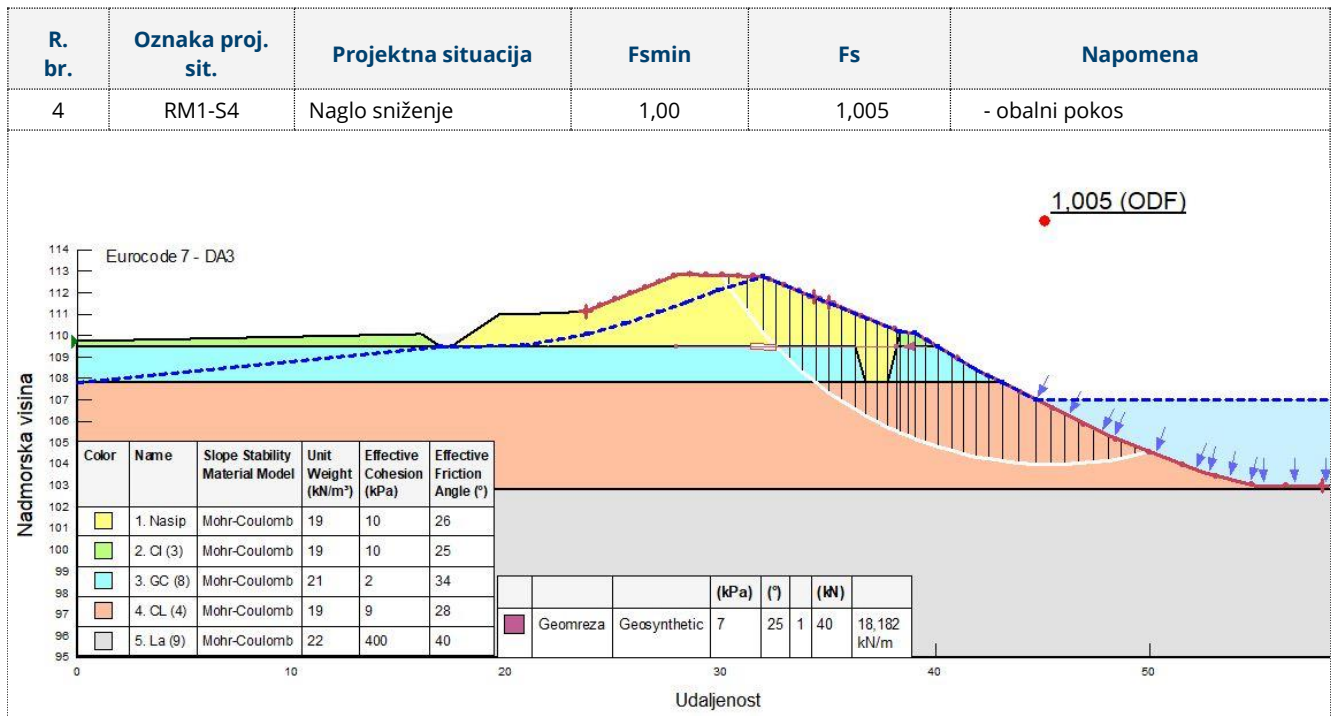 R. br. Oznaka proj. sit. Projektna situacija Fsmin Fs Napomena
4 RM1-S4 Naglo sniženje 1,00 1,005 - obalni pokos
1,005 (ODF)
Eurocode 7 - DA3
114
113
112
111
110
109
108
107
106
105
104
103
102
101
100
99
98
97
96
95
Nadmorska visina
Color Name Slope Stability Material Model Unit Weight (kN/m³) Effective Cohesion (kPa) Effective Friction Angle (°)
1. Nasip Mohr-Coulomb 19 10 26
2. CI (3) Mohr-Coulomb 19 10 25
3. GC (8) Mohr-Coulomb 21 2 34
4. CL (4) Mohr-Coulomb 19 9 28
5. La (9) Mohr-Coulomb 22 400 40
(kPa) (°) (kN)
Geomreza Geosynthetic 7 25 1 40 18,182 kN/m
0 10 20 30 40 50
Udaljenost